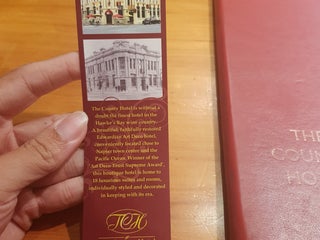 The County Hotel is without a
doubt the finest hotel in the
Hawke's Bay wine country.
A beautiful, faithfully restored
Edwardian/Art Deco hotel,
conveniently located close to
Napier town centre and the
Pacific Ocean. Winner of the
'Art Deco Trust Supreme Award',
this boutique hotel is home to
18 luxurious suites and rooms,
individually styled and decorated
in keeping with its era.
TCH
THE
COUN
HO